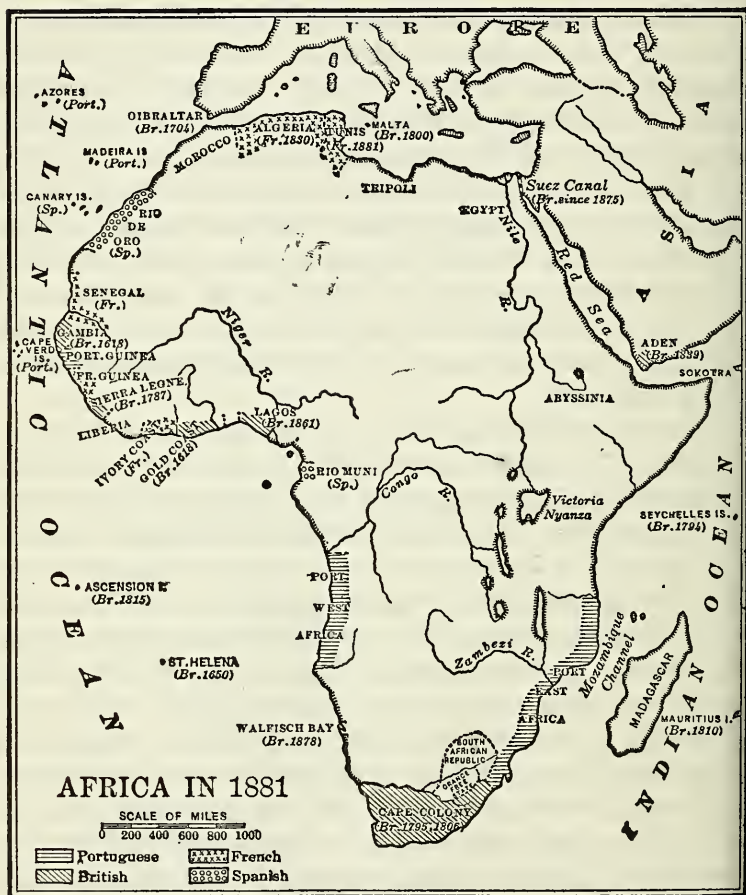 EUROPE
ASIA
ATLANTIC OCEAN
INDIAN OCEAN
AZORES
(Port.)
GIBRALTAR
(Br.1704)
MADEIRA IS
(Port.)
CANARY IS.
(Sp.)
MOROCCO
ALGERIA
(Fr.1830)
TUNIS
(Fr.1881)
MALTA
(Br.1800)
TRIPOLI
EGYPT
Nile
R.
Suez Canal
(Br.since 1875)
Red Sea
RIO
DE
ORO
(Sp.)
SENEGAL
(Fr.)
GAMBIA
(Br.1618)
CAPE
VERD
IS.
(Port.)
PORT. GUINEA
FR. GUINEA
SIERRA LEONE
(Br.1787)
LIBERIA
IVORY COAST
(Fr.)
GOLD COAST
(Br.1618)
Niger
R.
LAGOS
(Br.1861)
ADEN
(Br.1839)
SOKOTRA
ABYSSINIA
RIO MUNI
(Sp.)
Congo
R.
Victoria
Nyanza
SEYCHELLES IS.
(Br.1794)
ASCENSION
(Br.1815)
PORT.
WEST
AFRICA
ST. HELENA
(Br.1650)
Zambezi R.
PORT.
EAST
AFRICA
Mozambique
Channel
MADAGASCAR
MAURITIUS I.
(Br.1810)
WALFISCH BAY
(Br.1878)
SOUTH
AFRICAN
REPUBLIC
ORANGE
FREE
STATE
CAPE COLONY
(Br.1795,1806)
AFRICA IN 1881
SCALE OF MILES
0 200 400 600 800 1000
Portuguese
French
British
Spanish